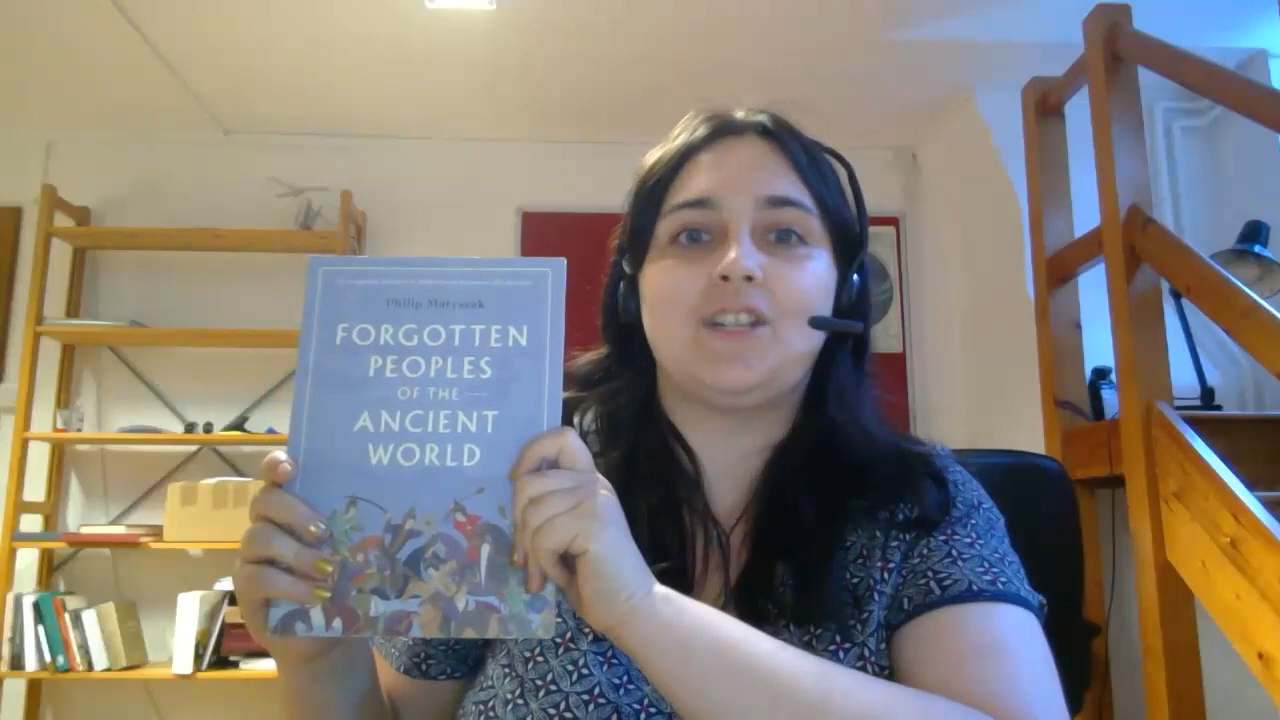 Philip Matyszak
FORGOTTEN
PEOPLES
OF THE
ANCIENT
WORLD